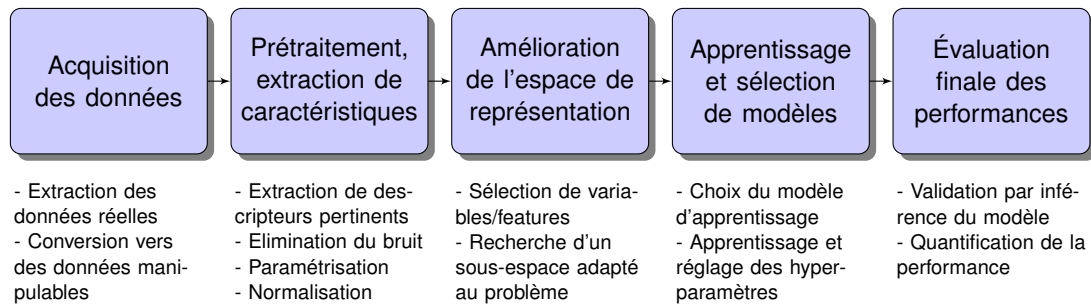 Acquisition
des données
Prétraitement,
extraction de
caractéristiques
Amélioration
de l'espace de
représentation
Apprentissage
et sélection
de modèles
Évaluation
finale des
performances
- Extraction des
données réelles
- Conversion vers
des données mani-
pulables
- Extraction de des-
cripteurs pertinents
- Elimination du bruit
- Paramétrisation
- Normalisation
- Sélection de varia-
bles/features
- Recherche d'un
sous-espace adapté
au problème
- Choix du modèle
d'apprentissage
- Apprentissage et
réglage des hyper-
paramètres
- Validation par infé-
rence du modèle
- Quantification de la
performance